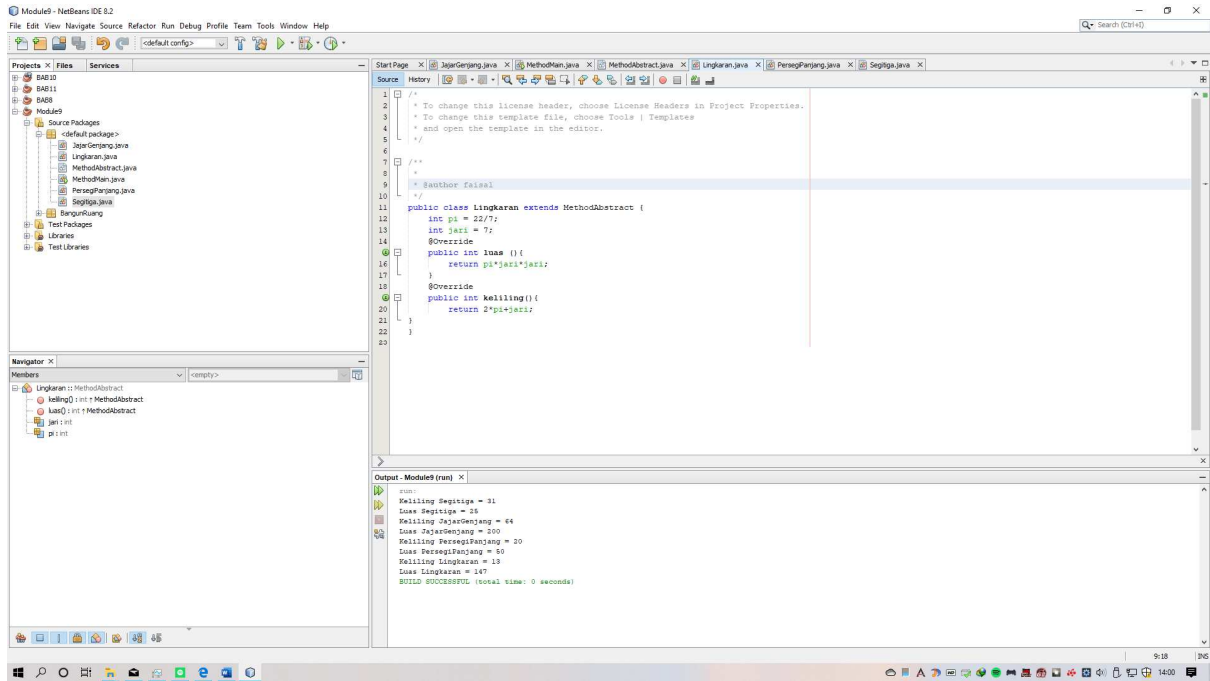 Module9 - NetBeans IDE 8.2
File Edit View Navigate Source Refactor Run Debug Profile Team Tools Window Help
Search (Ctrl+I)
<default config>
Projects Files Services
BAB10
BAB11
BAB8
Module9
Source Packages
<default package>
JajarGenjang.java
Lingkaran.java
MethodAbstract.java
MethodMain.java
PersegiPanjang.java
Segitiga.java
BangunRuang
Test Packages
Libraries
Test Libraries
Navigator
Members <empty>
Lingkaran :: MethodAbstract
keliling() : int ↑ MethodAbstract
luas() : int ↑ MethodAbstract
jari : int
pi : int
Start Page JajarGenjang.java MethodMain.java MethodAbstract.java Lingkaran.java PersegiPanjang.java Segitiga.java
Source History
1 /*
2 * To change this license header, choose License Headers in Project Properties.
3 * To change this template file, choose Tools | Templates
4 * and open the template in the editor.
5 */
6
7 /**
8 *
9 * @author faisal
10 */
11 public class Lingkaran extends MethodAbstract {
12 int pi = 22/7;
13 int jari = 7;
14 @Override
public int luas (){
16 return pi*jari*jari;
17 }
18 @Override
public int keliling(){
20 return 2*pi+jari;
21 }
22 }
23
Output - Module9 (run)
run:
Keliling Segitiga = 31
Luas Segitiga = 25
Keliling JajarGenjang = 64
Luas JajarGenjang = 200
Keliling PersegiPanjang = 20
Luas PersegiPanjang = 50
Keliling Lingkaran = 13
Luas Lingkaran = 147
BUILD SUCCESSFUL (total time: 0 seconds)
9:18 INS
14:00